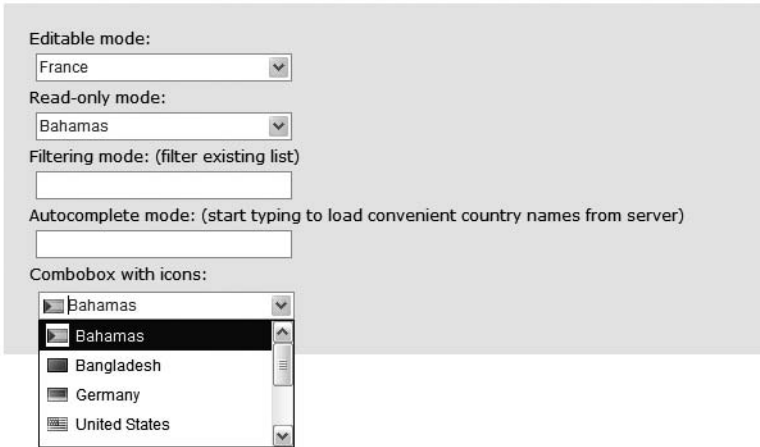 Editable mode:
France
Read-only mode:
Bahamas
Filtering mode: (filter existing list)
Autocomplete mode: (start typing to load convenient country names from server)
Combobox with icons:
Bahamas
Bahamas
Bangladesh
Germany
United States